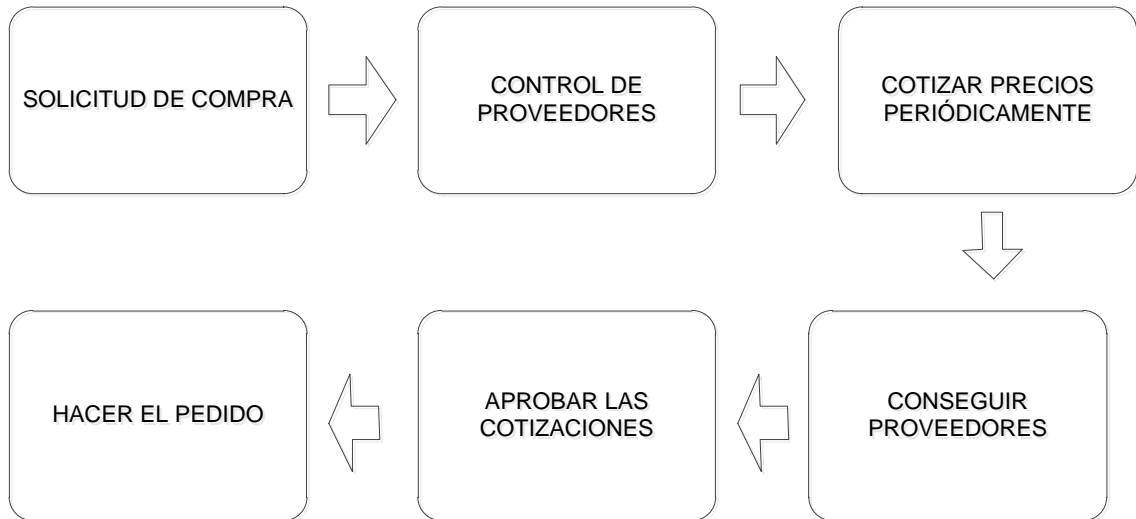 SOLICITUD DE COMPRA
CONTROL DE
PROVEEDORES
COTIZAR PRECIOS
PERIÓDICAMENTE
CONSEGUIR
PROVEEDORES
APROBAR LAS
COTIZACIONES
HACER EL PEDIDO